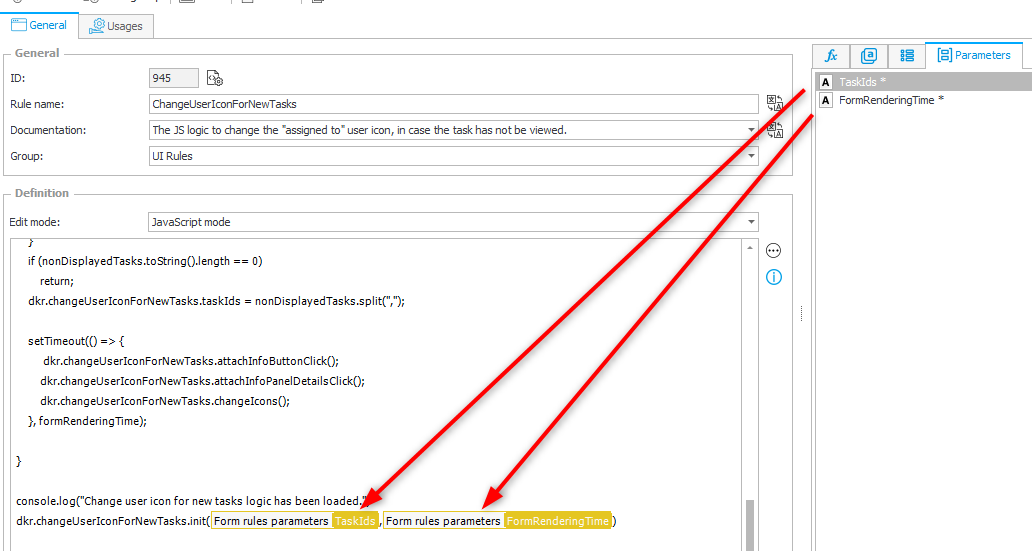 General
Usages
Parameters
General
ID:
945
Rule name:
ChangeUserIconForNewTasks
Documentation:
The JS logic to change the "assigned to" user icon, in case the task has not be viewed.
Group:
UI Rules
TaskIds *
FormRenderingTime *
Definition
Edit mode:
JavaScript mode
}
if (nonDisplayedTasks.toString().length == 0)
return;
dkr.changeUserIconForNewTasks.taskIds = nonDisplayedTasks.split(",");
setTimeout(() => {
dkr.changeUserIconForNewTasks.attachInfoButtonClick();
dkr.changeUserIconForNewTasks.attachInfoPanelDetailsClick();
dkr.changeUserIconForNewTasks.changeIcons();
}, formRenderingTime);
}
console.log("Change user icon for new tasks logic has been loaded."
dkr.changeUserIconForNewTasks.init( Form rules parameters TaskIds , Form rules parameters FormRenderingTime )